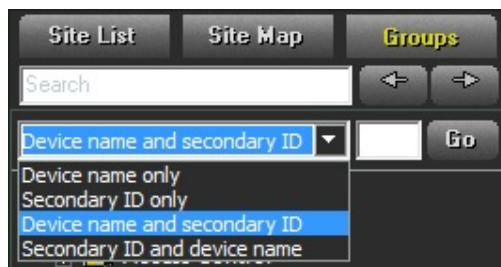 Site List Site Map Groups
Search
Device name and secondary ID Go
Device name only
Secondary ID only
Device name and secondary ID
Secondary ID and device name